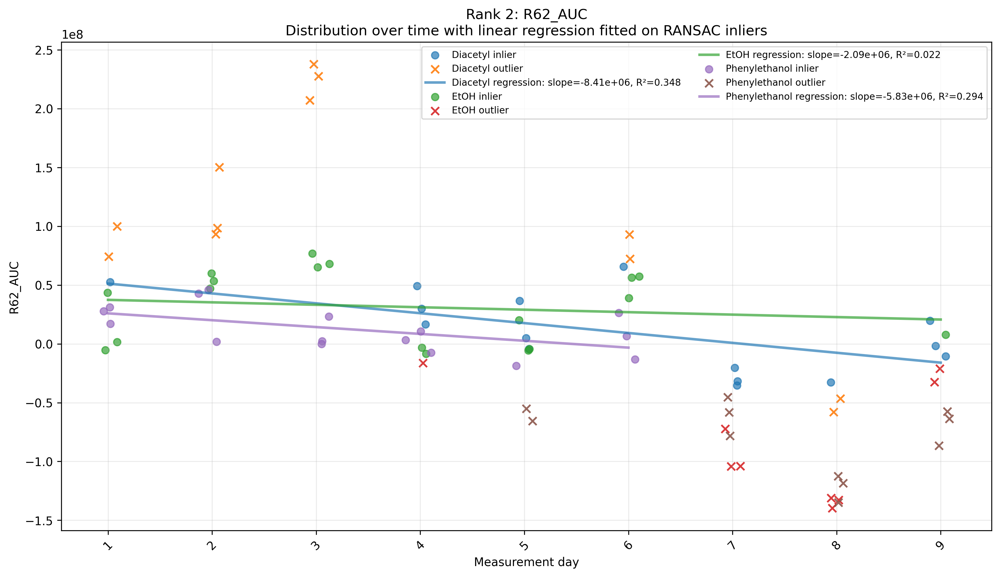 Rank 2: R62_AUC
Distribution over time with linear regression fitted on RANSAC inliers
1e8
2.5
2.0
1.5
1.0
0.5
0.0
−0.5
−1.0
−1.5
R62_AUC
Diacetyl inlier
Diacetyl outlier
Diacetyl regression: slope=-8.41e+06, R²=0.348
EtOH inlier
EtOH outlier
EtOH regression: slope=-2.09e+06, R²=0.022
Phenylethanol inlier
Phenylethanol outlier
Phenylethanol regression: slope=-5.83e+06, R²=0.294
1
2
3
4
5
6
7
8
9
Measurement day